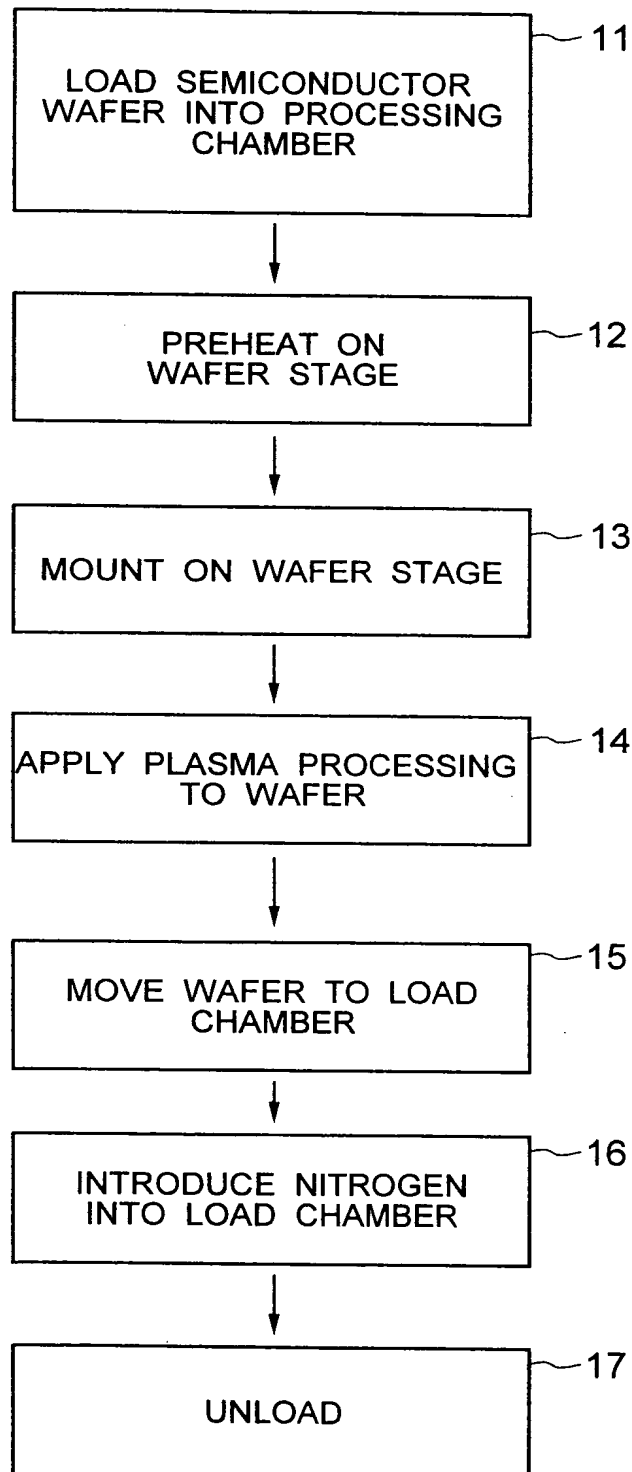 11
LOAD SEMICONDUCTOR
WAFER INTO PROCESSING
CHAMBER
12
PREHEAT ON
WAFER STAGE
13
MOUNT ON WAFER STAGE
14
APPLY PLASMA PROCESSING
TO WAFER
15
MOVE WAFER TO LOAD
CHAMBER
16
INTRODUCE NITROGEN
INTO LOAD CHAMBER
17
UNLOAD